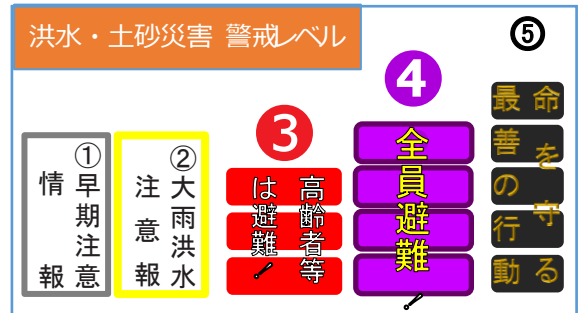 洪水・土砂災害 警戒レベル
①早期注意
情報
②大雨洪水
注意報
3
高齢者等
は避難！
4
全員避難！
⑤
命を守る
最善の行動